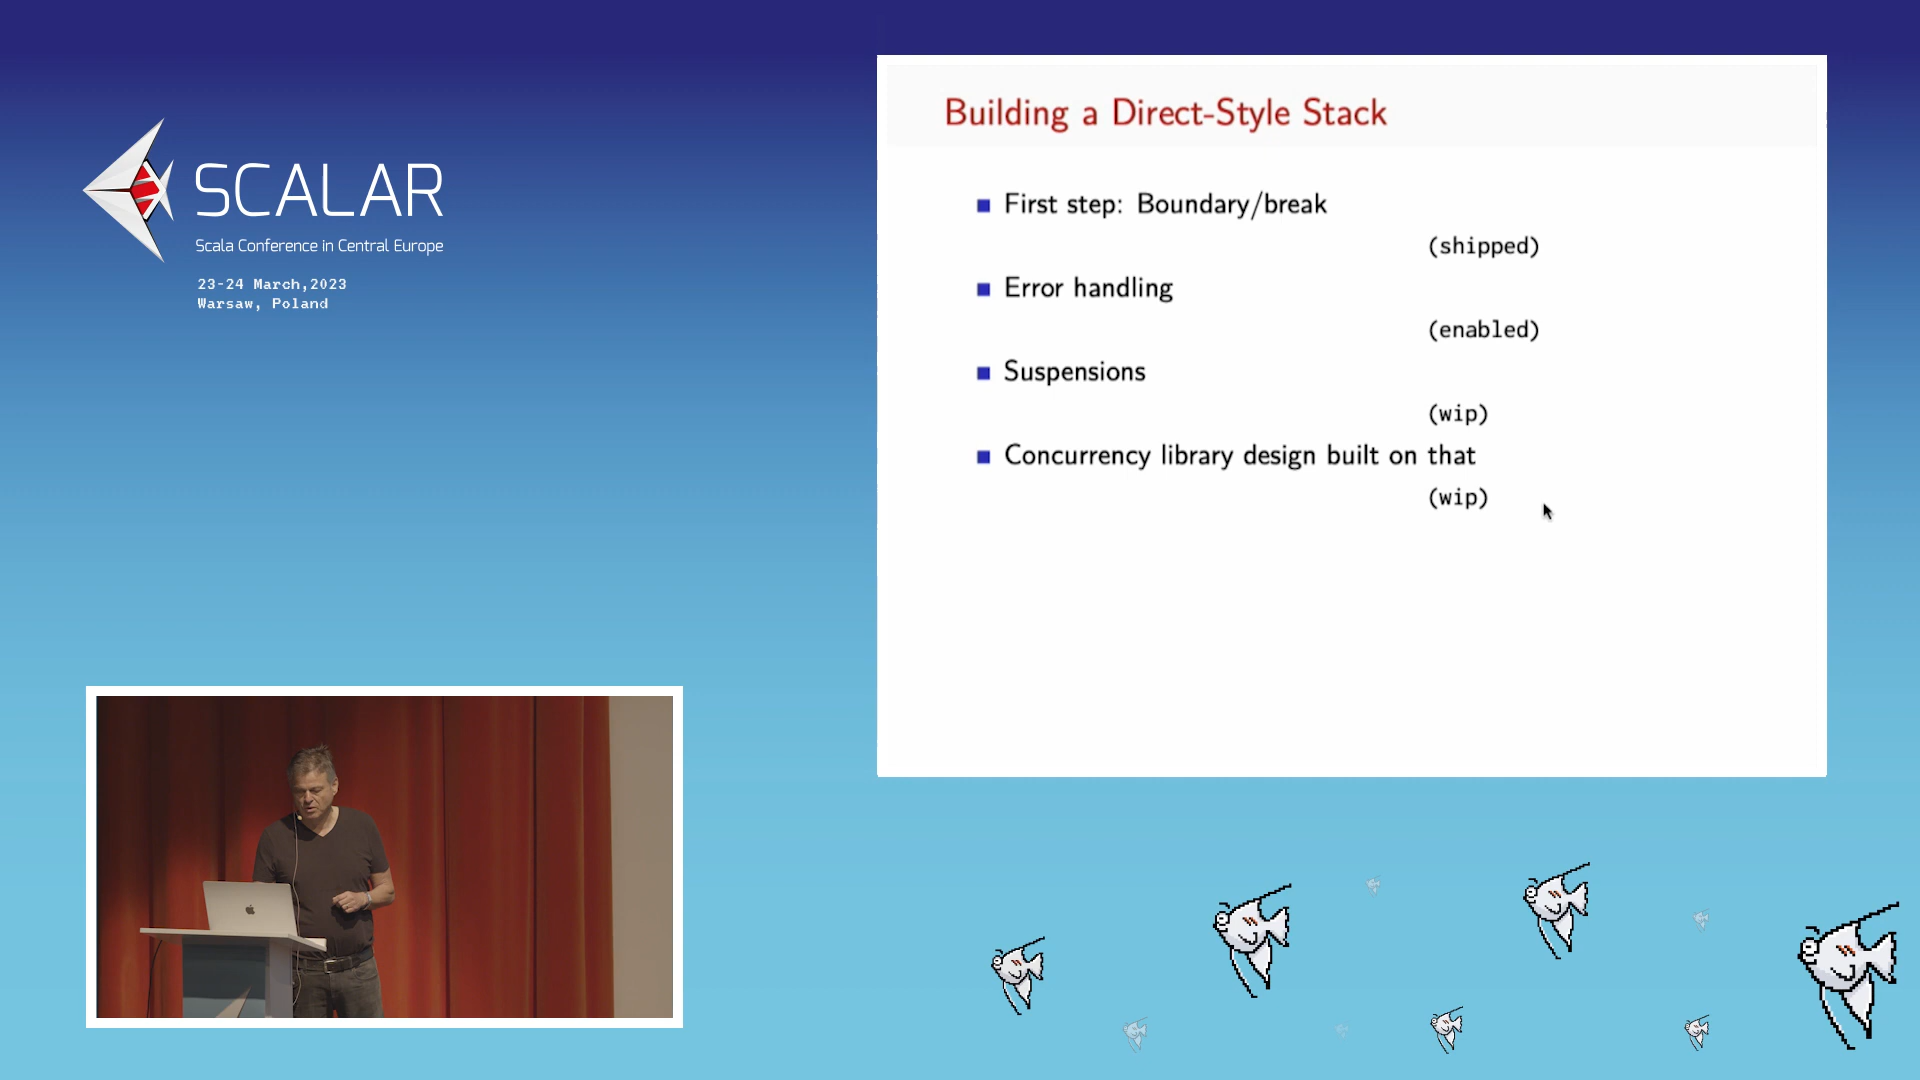 SCALAR
Scala Conference in Central Europe
23-24 March,2023
Warsaw, Poland
Building a Direct-Style Stack
First step: Boundary/break
(shipped)
Error handling
(enabled)
Suspensions
(wip)
Concurrency library design built on that
(wip)